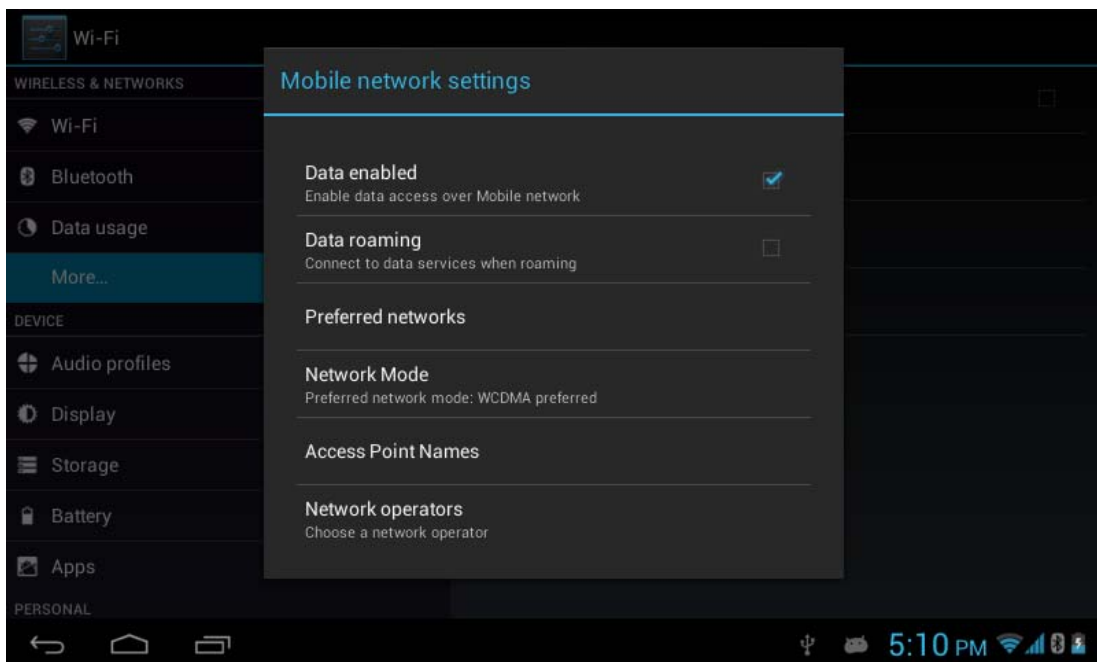 Wi-Fi
WIRELESS & NETWORKS
Wi-Fi
Bluetooth
Data usage
More...
DEVICE
Audio profiles
Display
Storage
Battery
Apps
PERSONAL
Mobile network settings
Data enabled
Enable data access over Mobile network
Data roaming
Connect to data services when roaming
Preferred networks
Network Mode
Preferred network mode: WCDMA preferred
Access Point Names
Network operators
Choose a network operator
5:10 PM